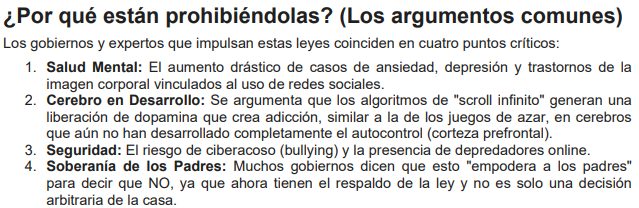 ¿Por qué están prohibiéndolas? (Los argumentos comunes)
Los gobiernos y expertos que impulsan estas leyes coinciden en cuatro puntos críticos:
1. Salud Mental: El aumento drástico de casos de ansiedad, depresión y trastornos de la
imagen corporal vinculados al uso de redes sociales.
2. Cerebro en Desarrollo: Se argumenta que los algoritmos de "scroll infinito" generan una
liberación de dopamina que crea adicción, similar a la de los juegos de azar, en cerebros
que aún no han desarrollado completamente el autocontrol (corteza prefrontal).
3. Seguridad: El riesgo de ciberacoso (bullying) y la presencia de depredadores online.
4. Soberanía de los Padres: Muchos gobiernos dicen que esto "empodera a los padres"
para decir que NO, ya que ahora tienen el respaldo de la ley y no es solo una decisión
arbitraria de la casa.